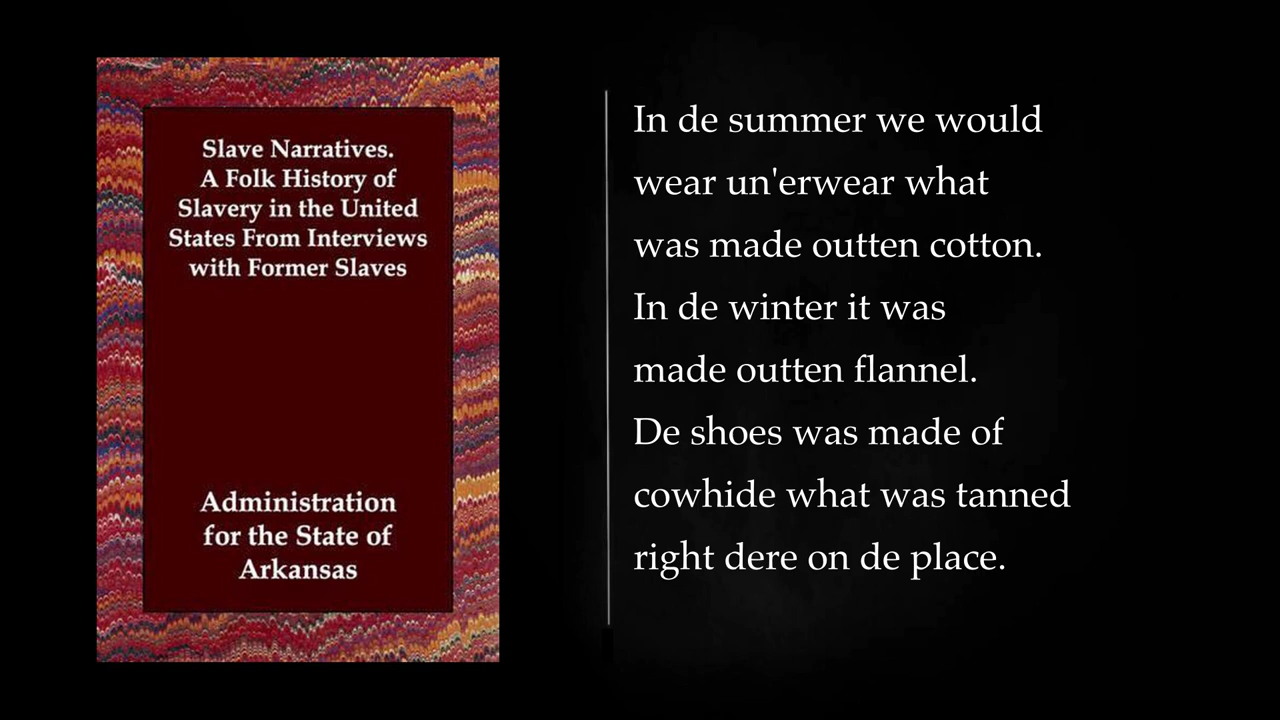 Slave Narratives.
A Folk History of
Slavery in the United
States From Interviews
with Former Slaves
Administration
for the State of
Arkansas
In de summer we would
wear un'erwear what
was made outten cotton.
In de winter it was
made outten flannel.
De shoes was made of
cowhide what was tanned
right dere on de place.